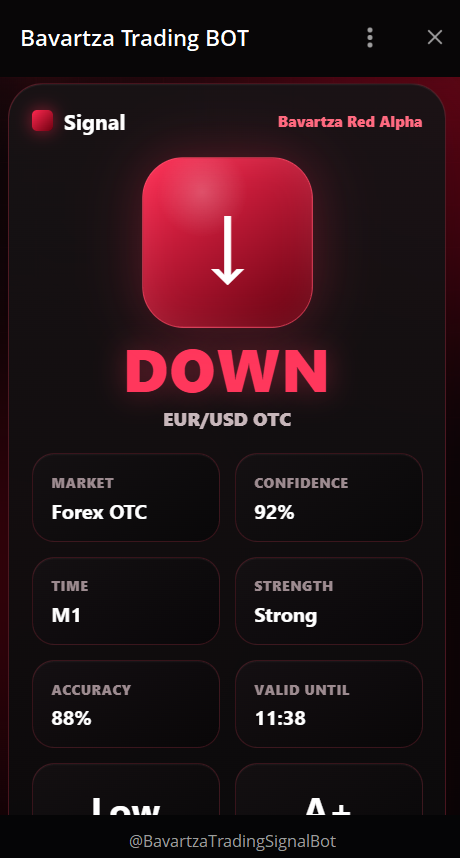 Bavartza Trading BOT
Signal
Bavartza Red Alpha
DOWN
EUR/USD OTC
MARKET
Forex OTC
CONFIDENCE
92%
TIME
M1
STRENGTH
Strong
ACCURACY
88%
VALID UNTIL
11:38
Low
A+
@BavartzaTradingSignalBot